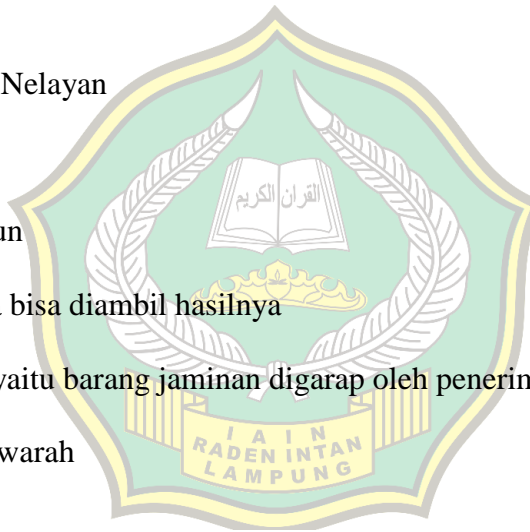 Nelayan
القرآن الكريم
un
bisa diambil hasilnya
yaitu barang jaminan digarap oleh penerim
warah
I A I N
RADEN INTAN
LAMPUNG